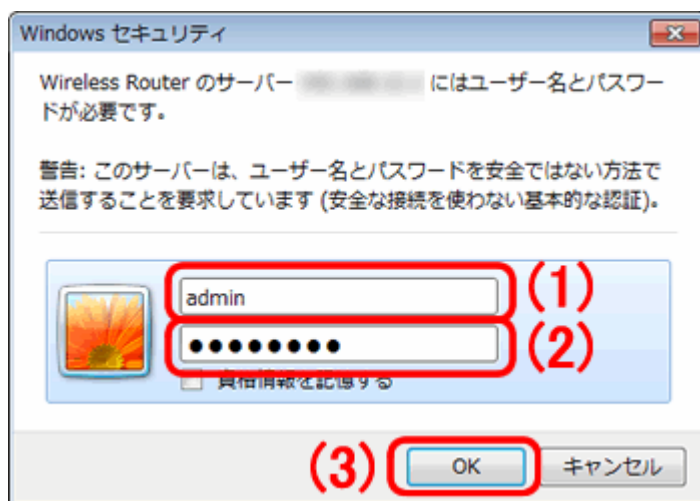 Windows セキュリティ
Wireless Router のサーバー にはユーザー名とパスワー
ドが必要です。
警告: このサーバーは、ユーザー名とパスワードを安全ではない方法で
送信することを要求しています (安全な接続を使わない基本的な認証)。
admin (1)
●●●●●●●● (2)
資格情報を記憶する
(3) OK キャンセル